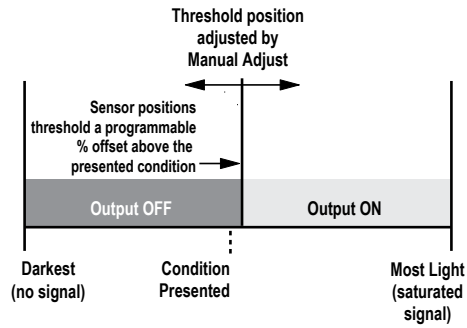 Threshold position
adjusted by
Manual Adjust
Sensor positions
threshold a programmable
% offset above the
presented condition
Output OFF
Output ON
Darkest
(no signal)
Condition
Presented
Most Light
(saturated
signal)